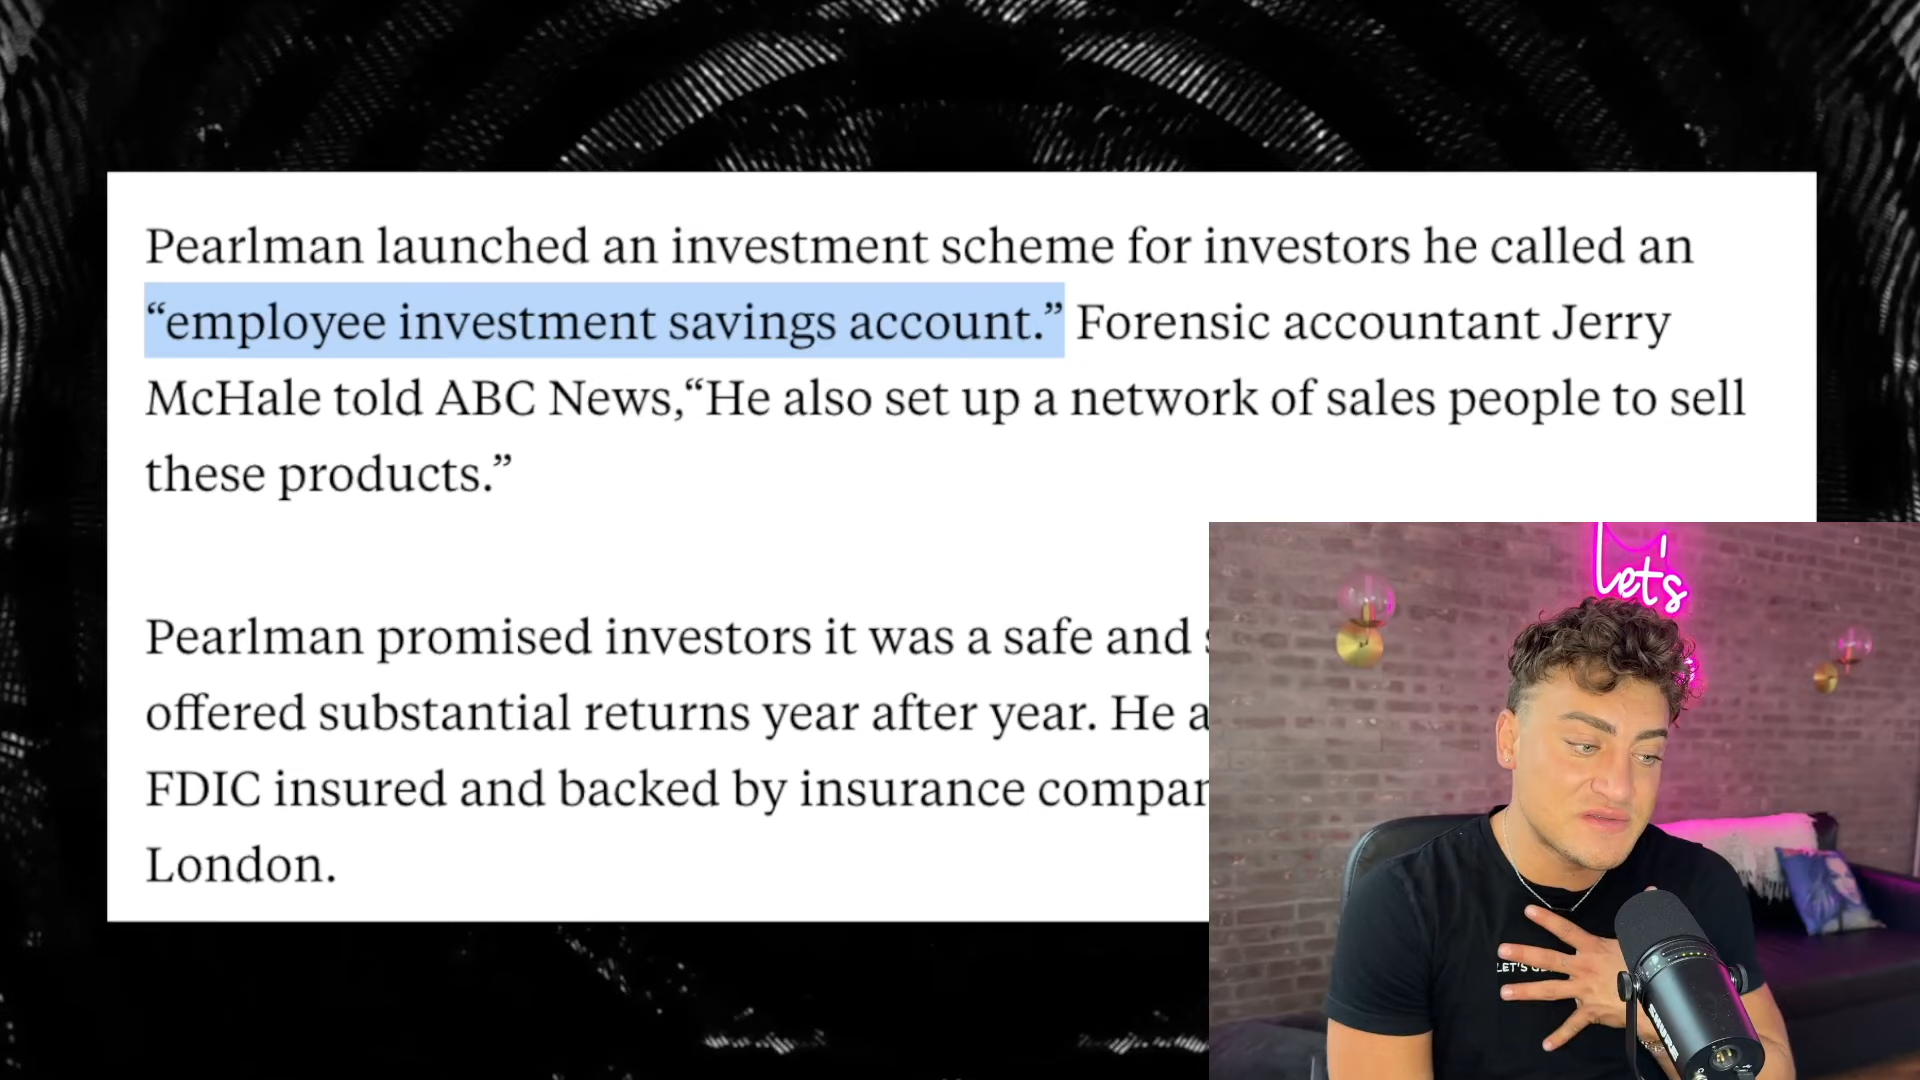 Pearlman launched an investment scheme for investors he called an
“employee investment savings account.” Forensic accountant Jerry
McHale told ABC News,“He also set up a network of sales people to sell
these products.”
Pearlman promised investors it was a safe and
offered substantial returns year after year. He
FDIC insured and backed by insurance
London.
Let's
LET'S
SHURE